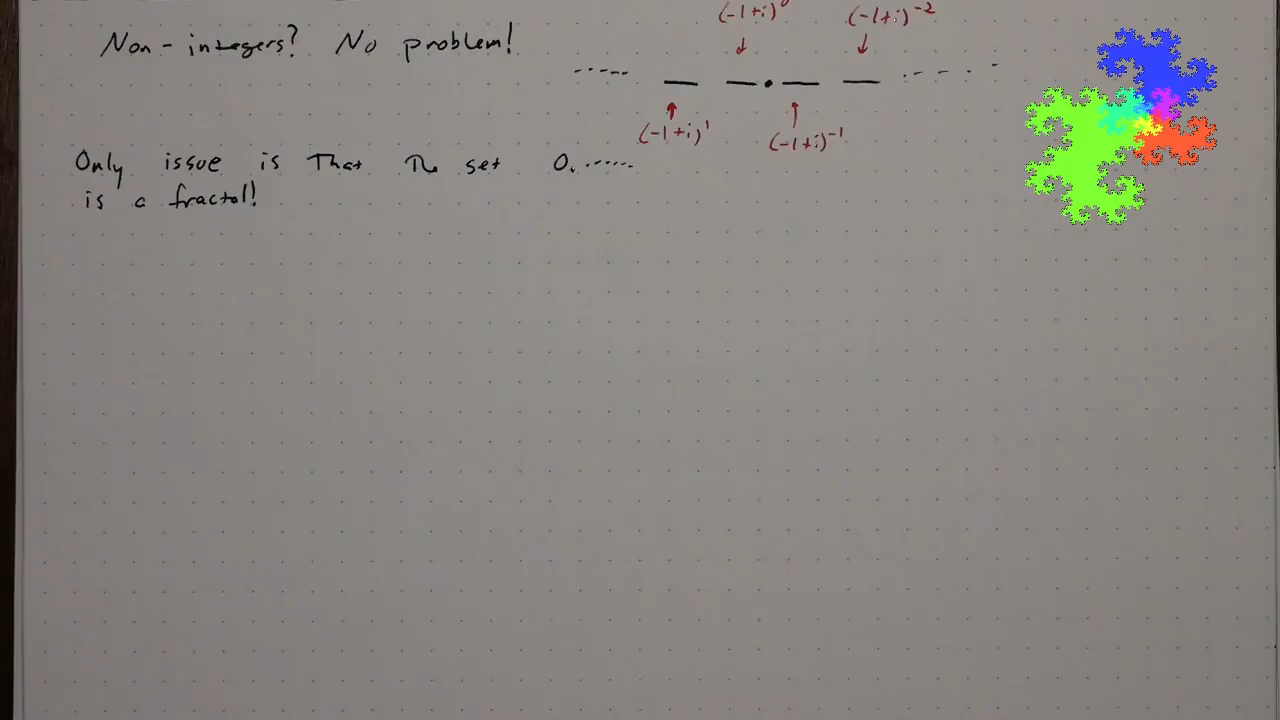 (-1+i)^0 (-1+i)^-2
Non-integers? No problem!
(-1+i)^1 (-1+i)^-1
Only issue is that the set 0.······
is a fractal!